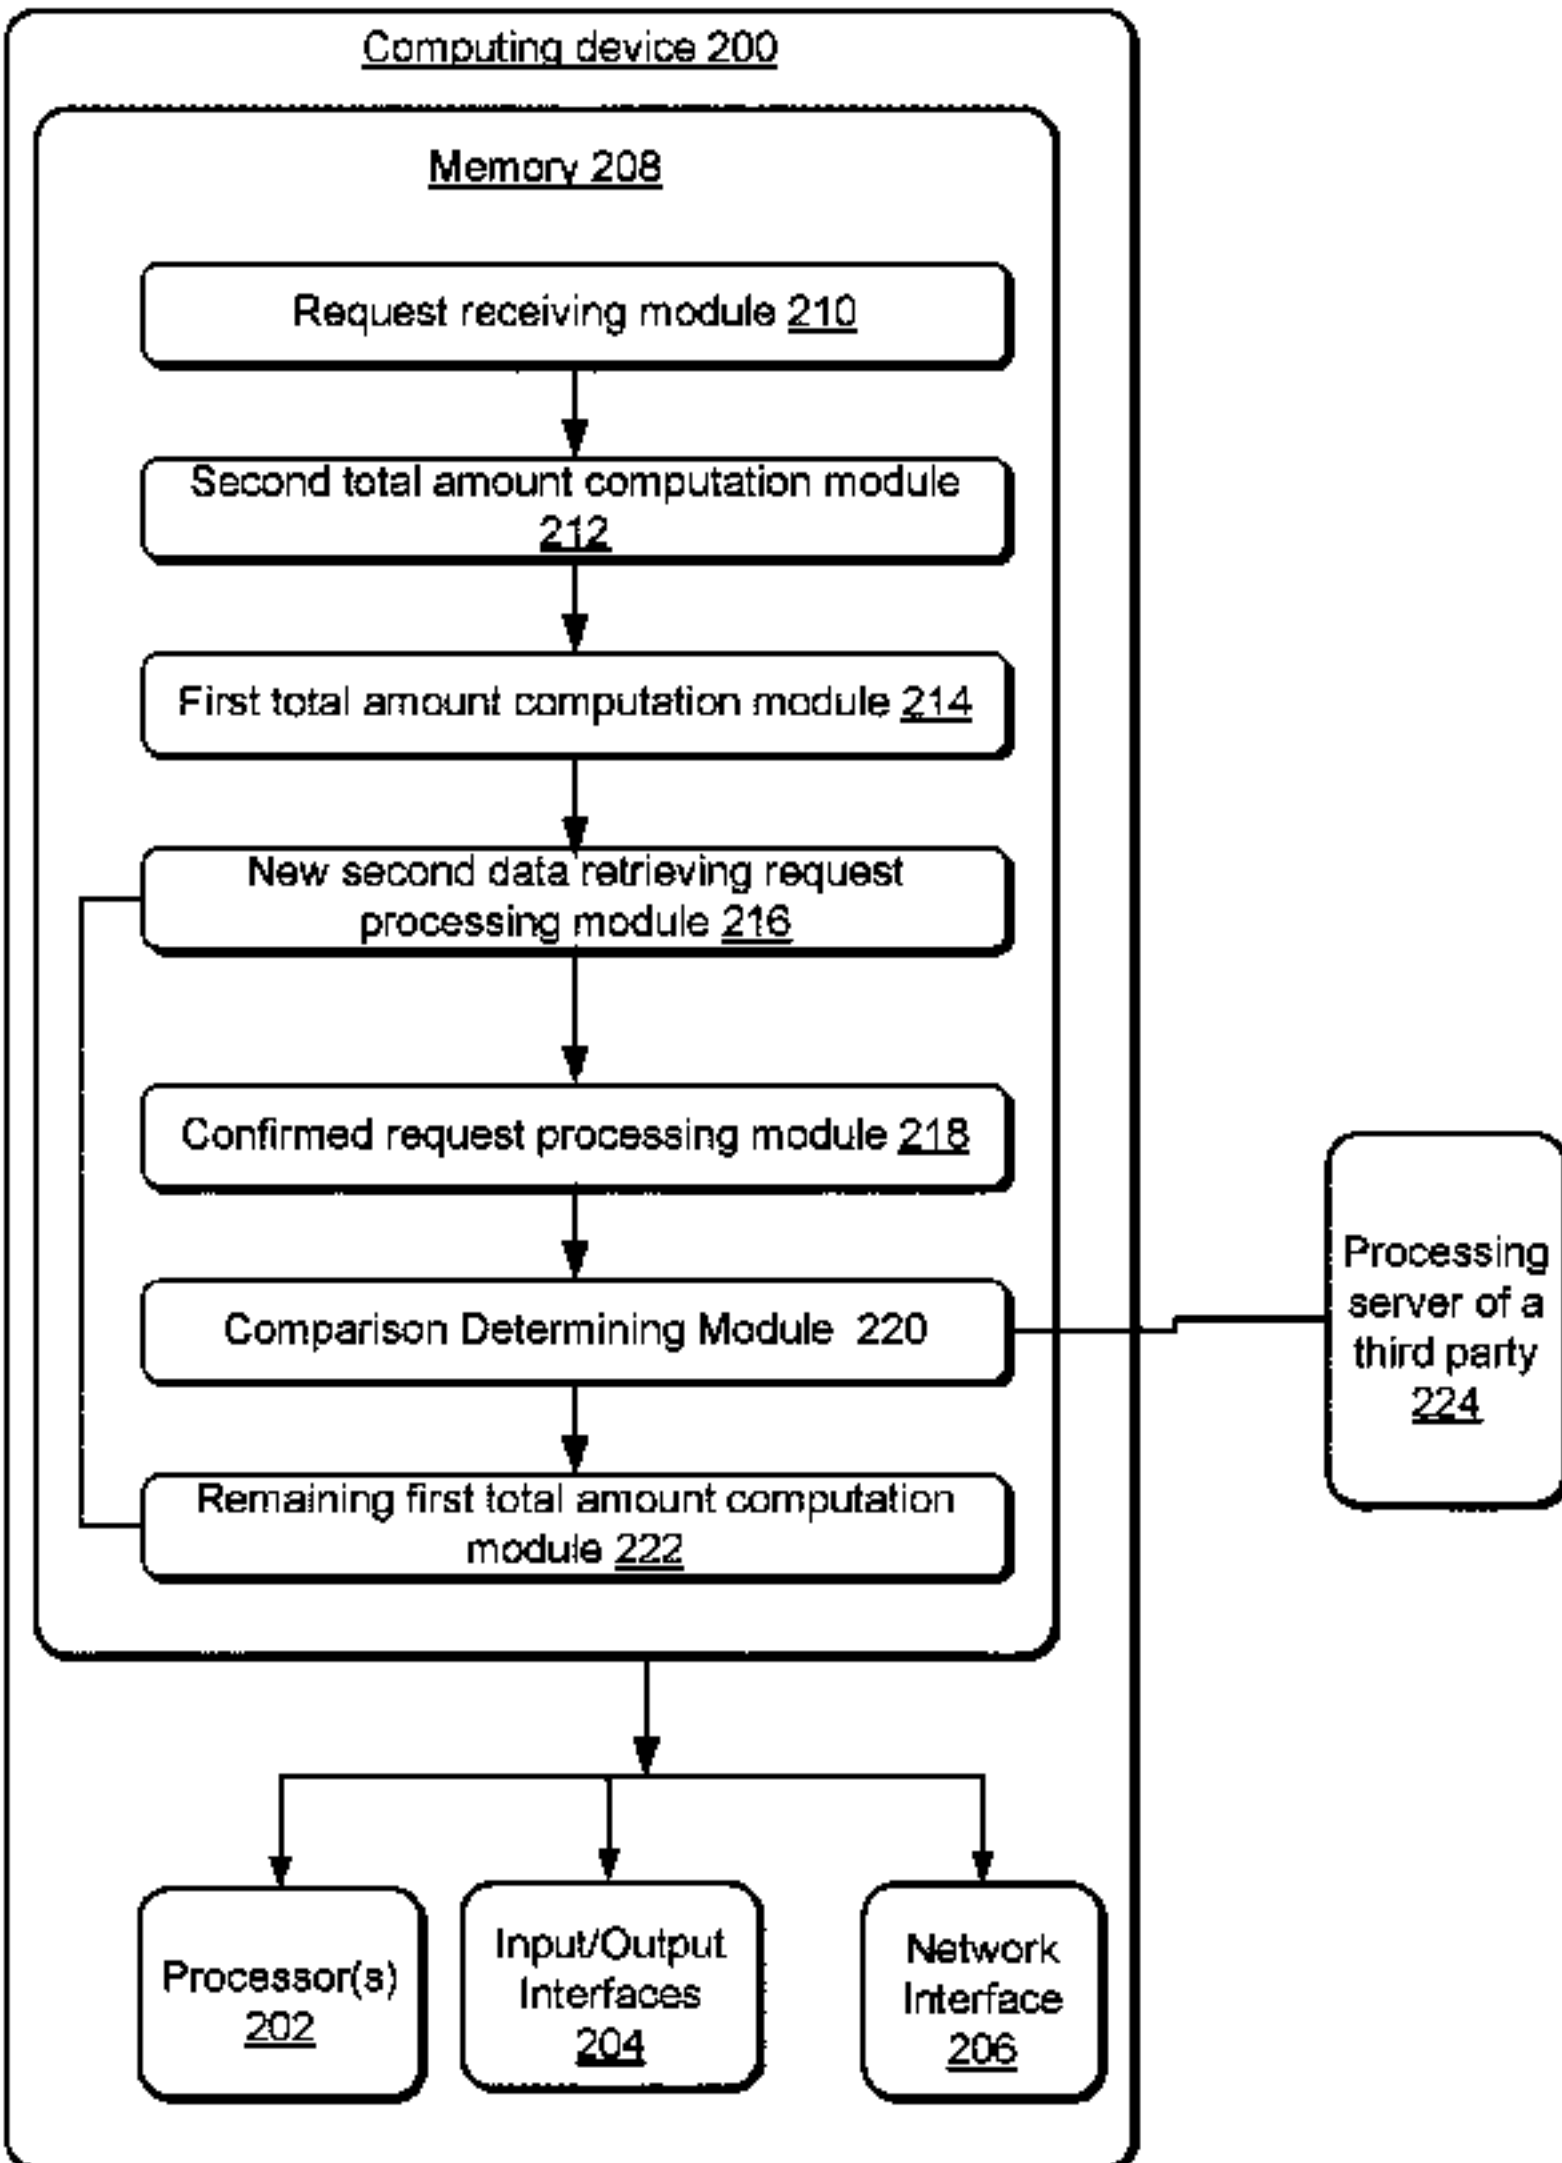 Computing device 200
Memory 208
Request receiving module 210
Second total amount computation module
212
First total amount computation module 214
New second data retrieving request
processing module 216
Confirmed request processing module 218
Comparison Determining Module 220
Remaining first total amount computation
module 222
Processing
server of a
third party
224
Processor(s)
202
Input/Output
Interfaces
204
Network
Interface
206